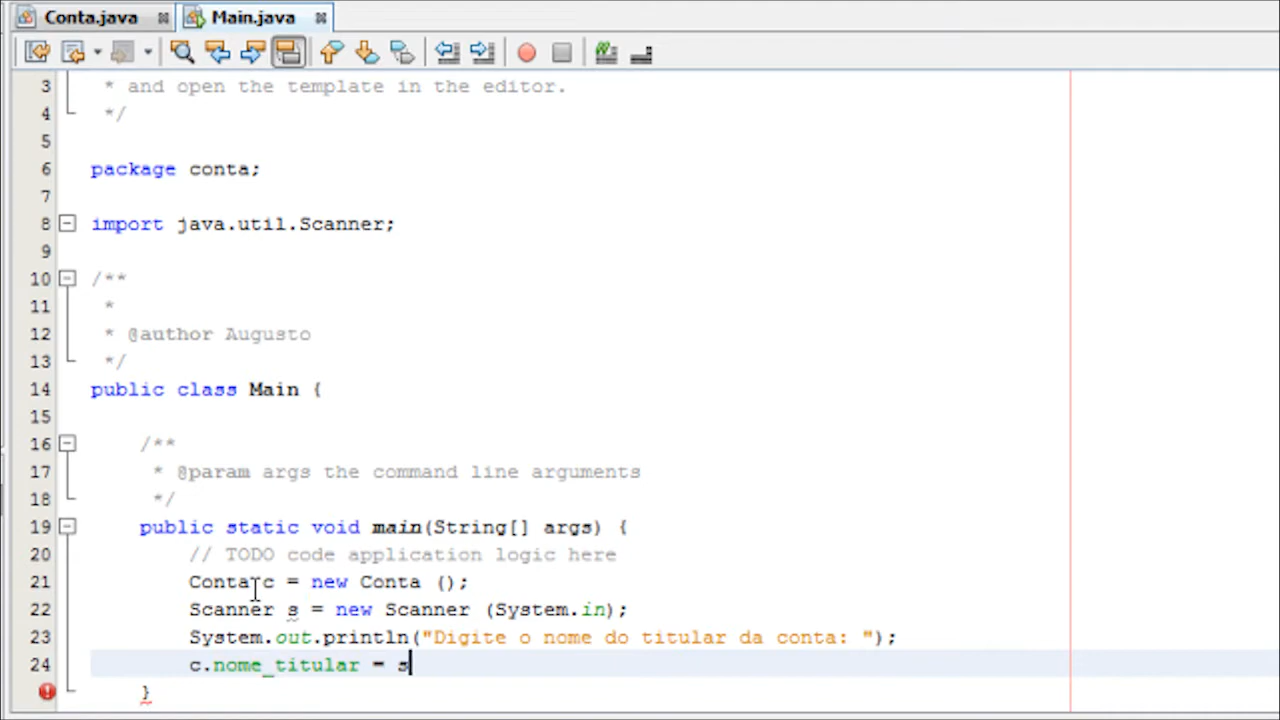 Conta.java Main.java
3 * and open the template in the editor.
4 */
5
6 package conta;
7
8 import java.util.Scanner;
9
10 /**
11 *
12 * @author Augusto
13 */
14 public class Main {
15
16 /**
17 * @param args the command line arguments
18 */
19 public static void main(String[] args) {
20 // TODO code application logic here
21 Conta c = new Conta ();
22 Scanner s = new Scanner (System.in);
23 System.out.println("Digite o nome do titular da conta: ");
24 c.nome_titular = s
}